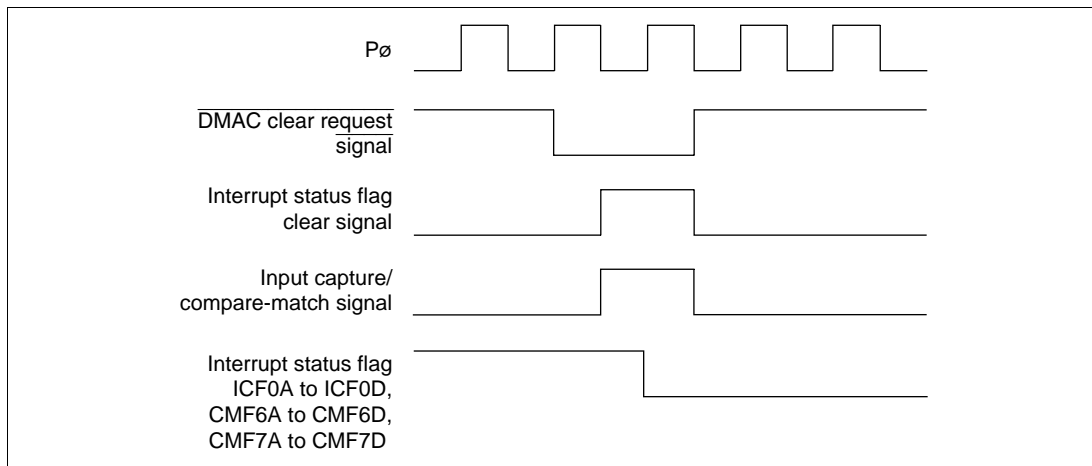 Pø
DMAC clear request
signal
Interrupt status flag
clear signal
Input capture/
compare-match signal
Interrupt status flag
ICF0A to ICF0D,
CMF6A to CMF6D,
CMF7A to CMF7D